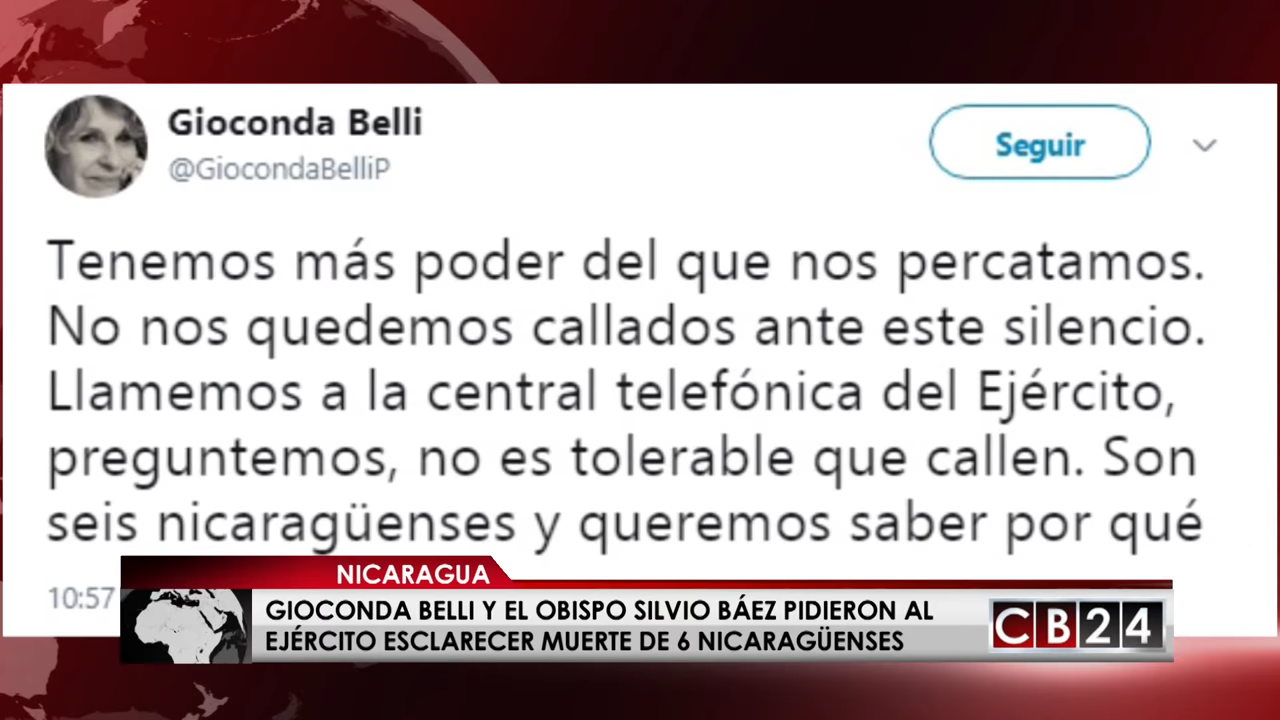 Gioconda Belli
@GiocondaBelliP
Seguir
Tenemos más poder del que nos percatamos.
No nos quedemos callados ante este silencio.
Llamemos a la central telefónica del Ejército,
preguntemos, no es tolerable que callen. Son
seis nicaragüenses y queremos saber por qué
10:57
NICARAGUA
GIOCONDA BELLI Y EL OBISPO SILVIO BÁEZ PIDIERON AL
EJÉRCITO ESCLARECER MUERTE DE 6 NICARAGÜENSES
CB24